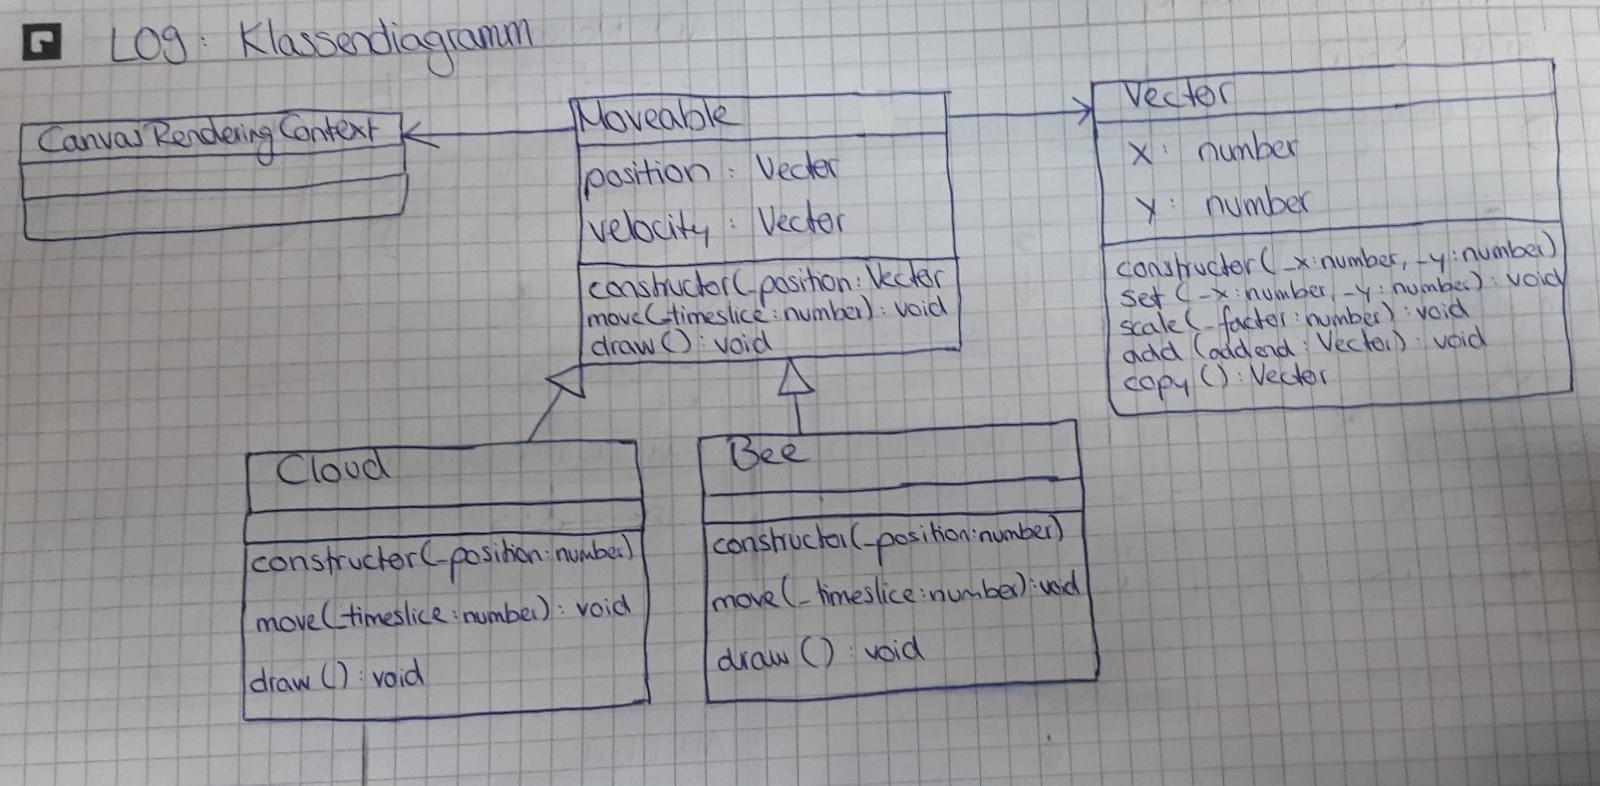 L09: Klassendiagramm
CanvasRenderingContext
Moveable
position : Vector
velocity : Vector
constructor(_position: Vector
move(_timeslice: number) : void
draw() : void
Vector
x : number
y : number
constructor(_x:number, _y:number)
set (_x:number, _y:number) : void
scale(_factor:number) : void
add (addend : Vector) : void
copy () : Vector
Cloud
constructor(_position:number)
move(_timeslice:number) : void
draw () : void
Bee
constructor(_position:number)
move(_timeslice:number):void
draw () : void